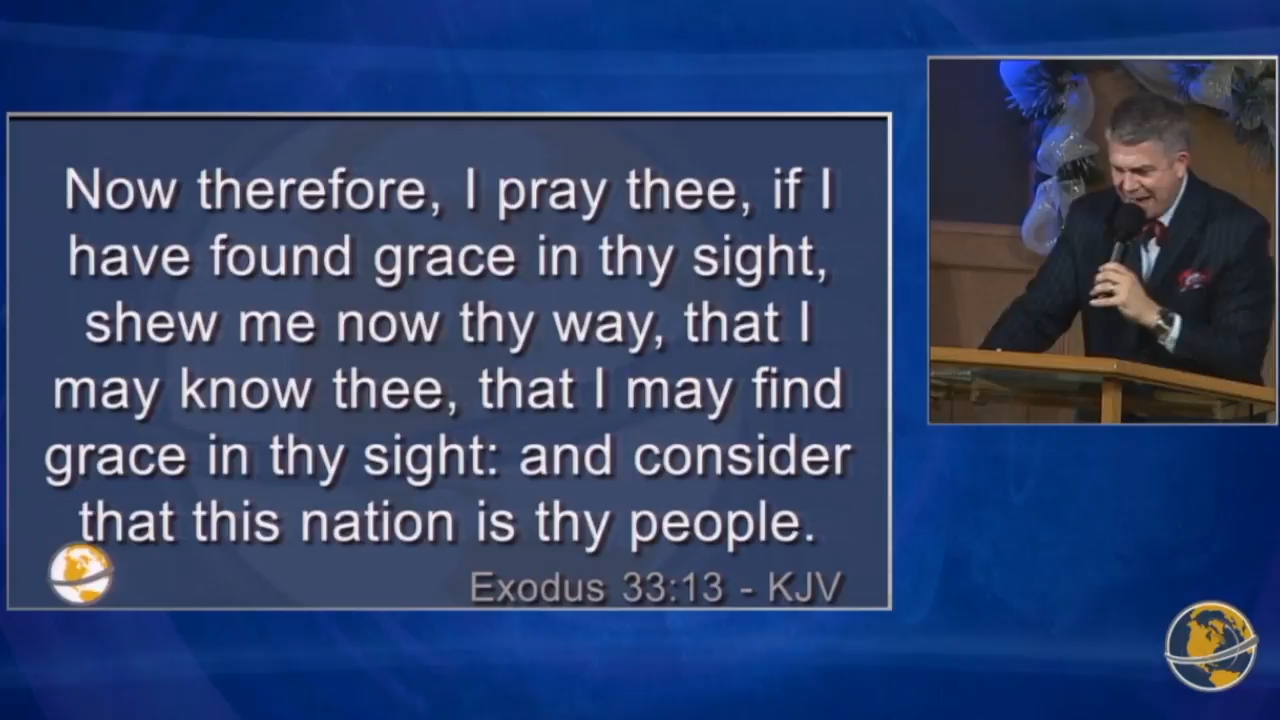 Now therefore, I pray thee, if I
have found grace in thy sight,
shew me now thy way, that I
may know thee, that I may find
grace in thy sight: and consider
that this nation is thy people.
Exodus 33:13 - KJV